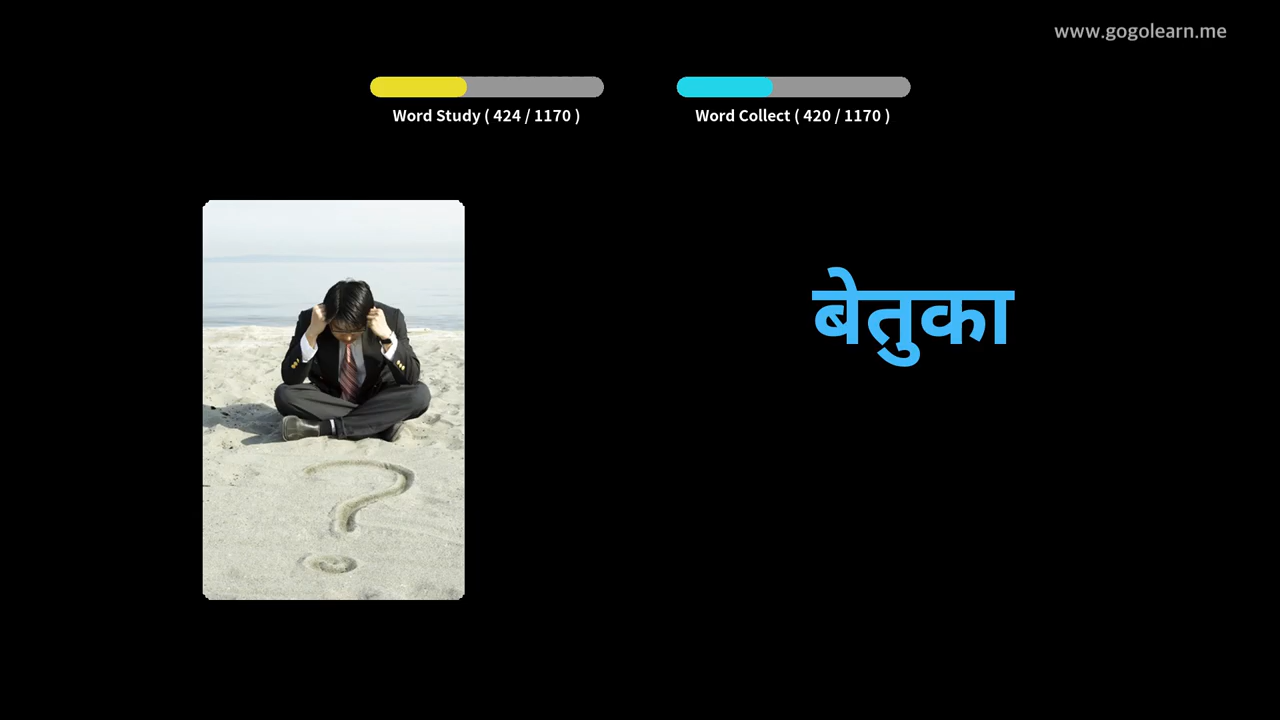 www.gogolearn.me
Word Study ( 424 / 1170 )
Word Collect ( 420 / 1170 )
बेतुका
?